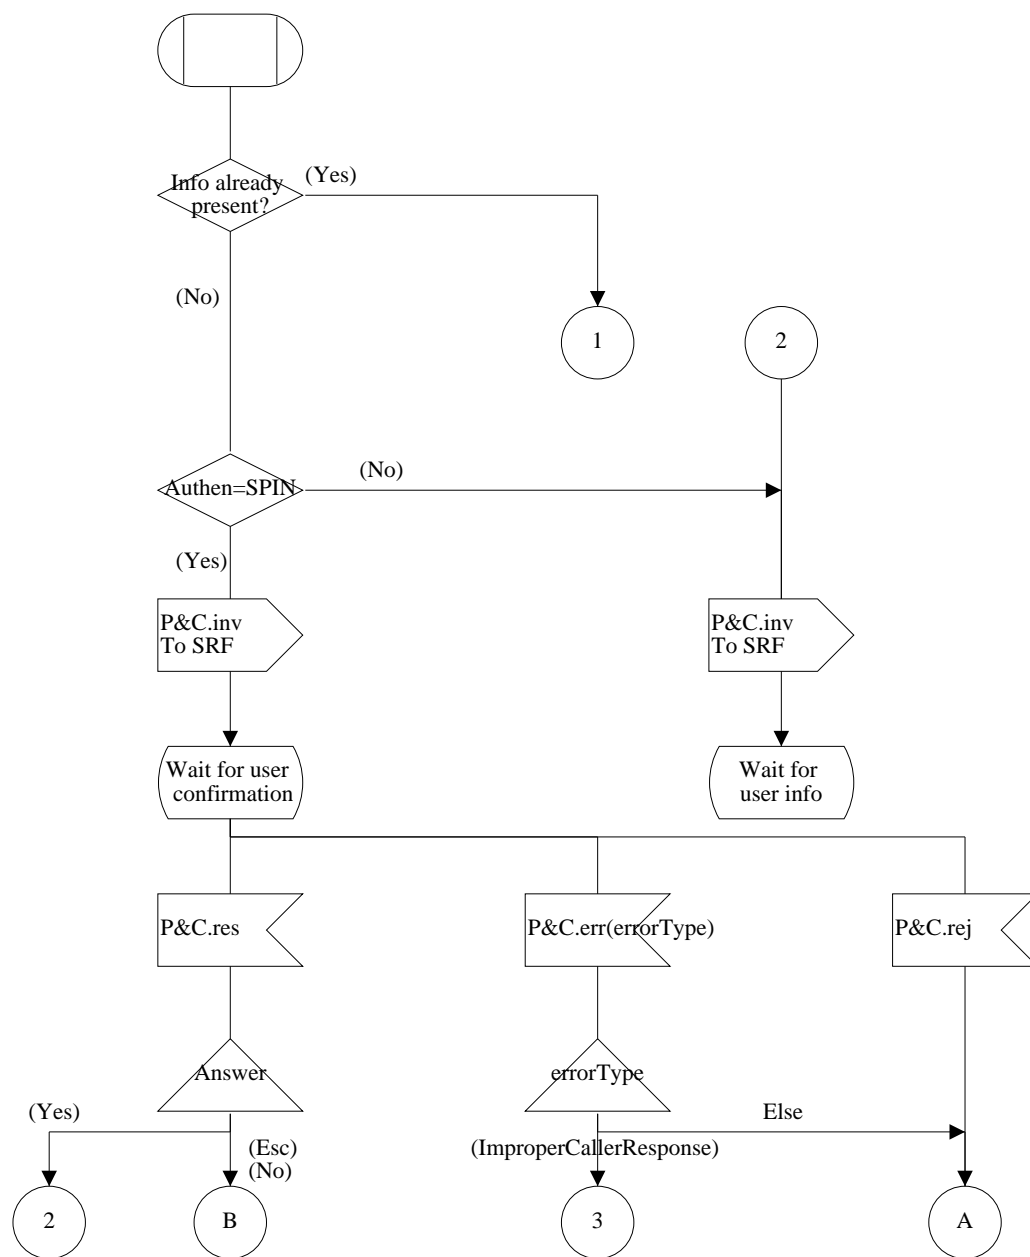 Info already
present?
(Yes)
(No)
1
2
Authen=SPIN
(No)
(Yes)
P&C.inv
To SRF
P&C.inv
To SRF
Wait for user
confirmation
Wait for
user info
P&C.res
P&C.err(errorType)
P&C.rej
Answer
errorType
(Yes)
(Esc)
(No)
(ImproperCallerResponse)
Else
2
B
3
A